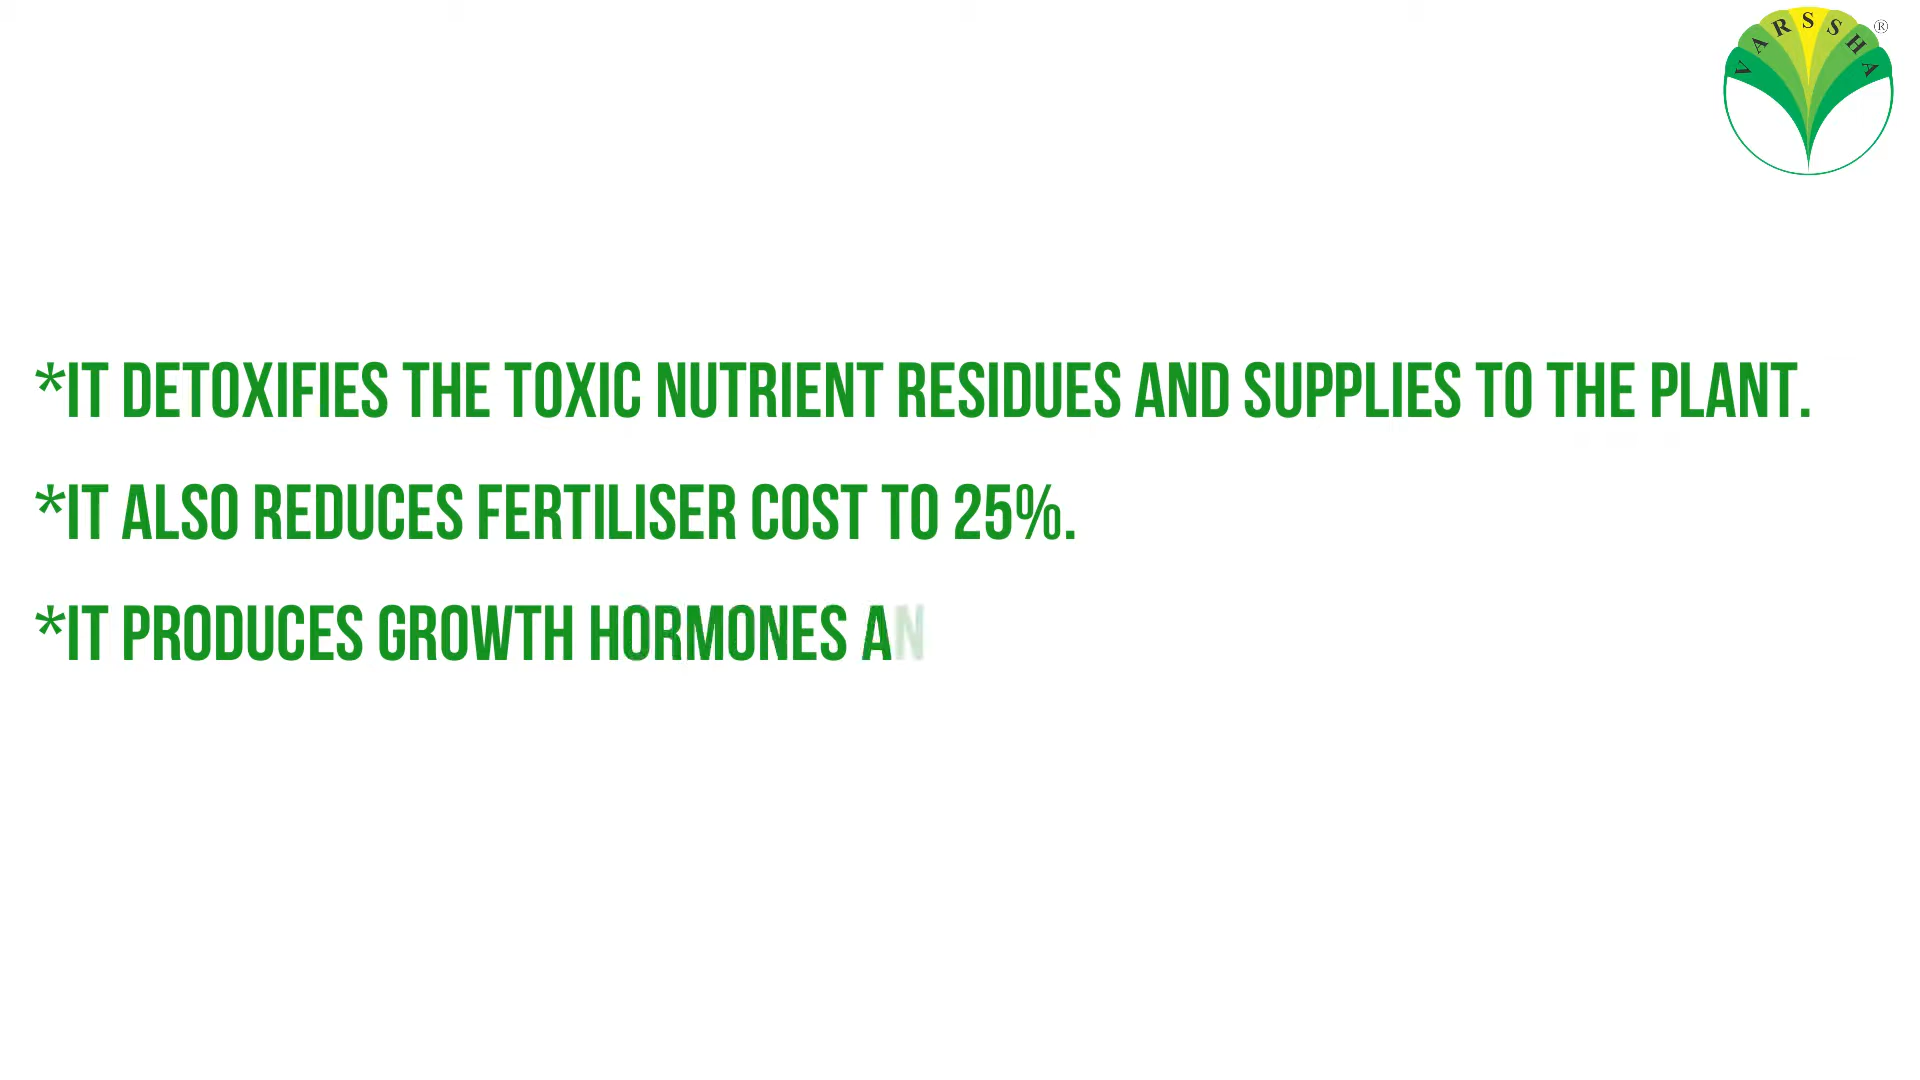 VARSSHA ®
*IT DETOXIFIES THE TOXIC NUTRIENT RESIDUES AND SUPPLIES TO THE PLANT.
*IT ALSO REDUCES FERTILISER COST TO 25%.
*IT PRODUCES GROWTH HORMONES AN